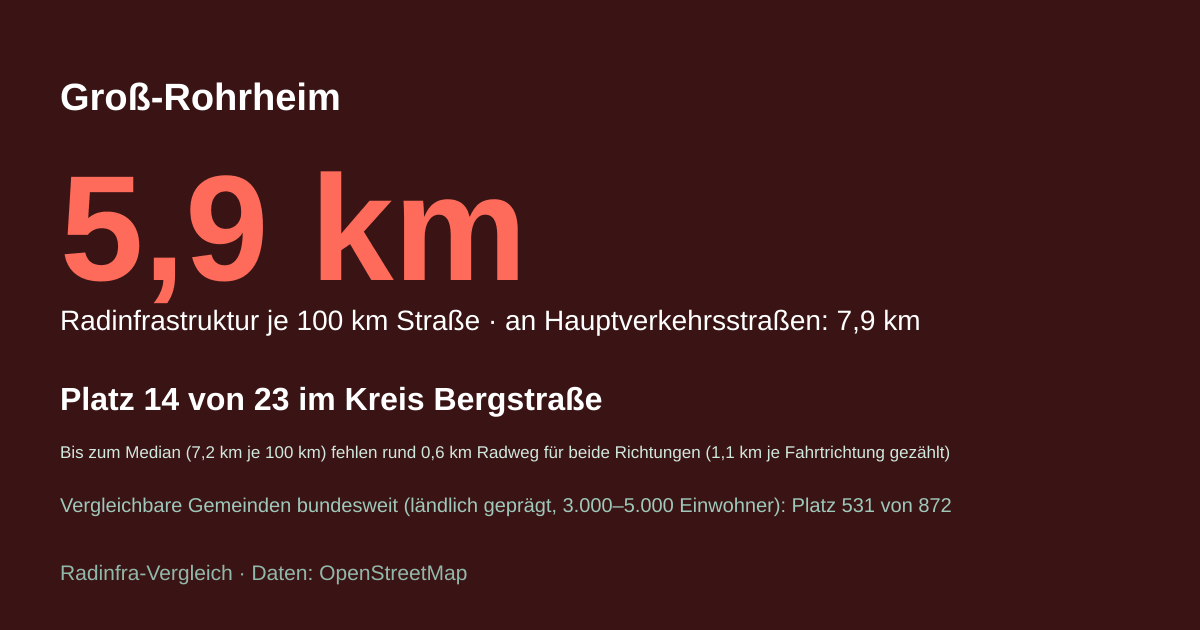 Groß-Rohrheim
5,9 km
Radinfrastruktur je 100 km Straße · an Hauptverkehrsstraßen: 7,9 km
Platz 14 von 23 im Kreis Bergstraße
Bis zum Median (7,2 km je 100 km) fehlen rund 0,6 km Radweg für beide Richtungen (1,1 km je Fahrtrichtung gezählt)
Vergleichbare Gemeinden bundesweit (ländlich geprägt, 3.000–5.000 Einwohner): Platz 531 von 872
Radinfra-Vergleich · Daten: OpenStreetMap